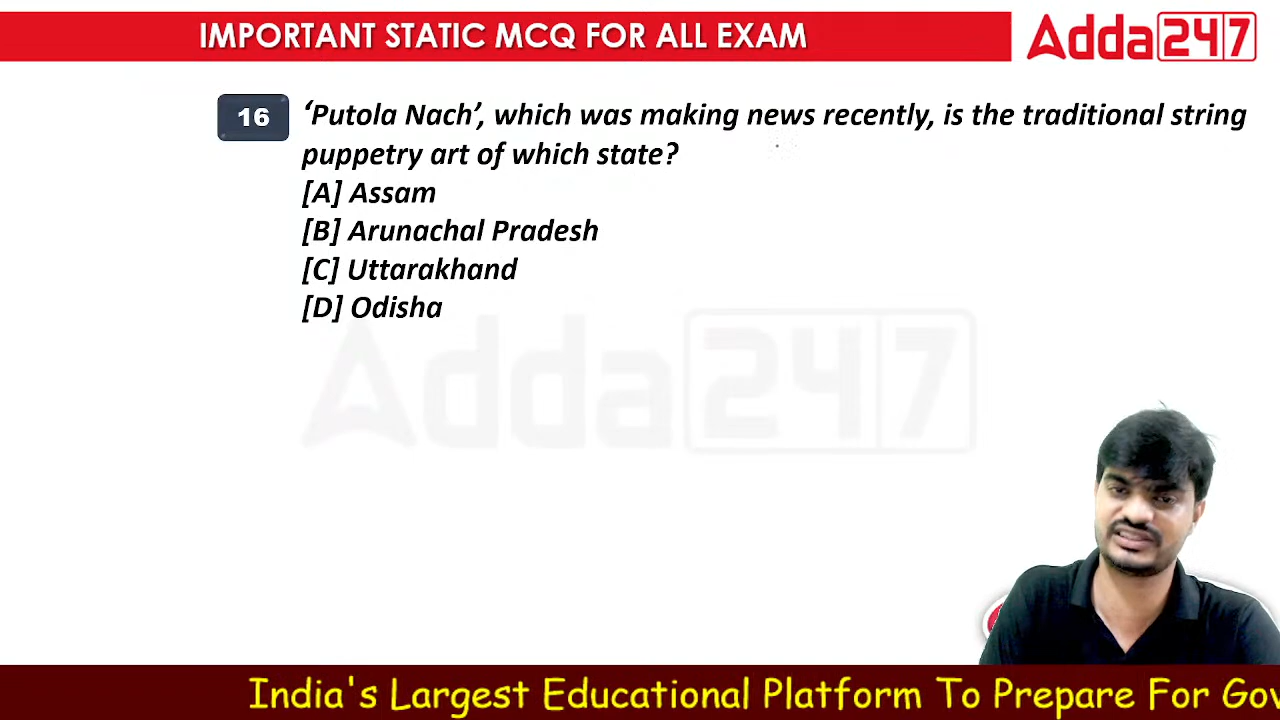 IMPORTANT STATIC MCQ FOR ALL EXAM
Adda247
16
‘Putola Nach’, which was making news recently, is the traditional string
puppetry art of which state?
[A] Assam
[B] Arunachal Pradesh
[C] Uttarakhand
[D] Odisha
Adda247
India's Largest Educational Platform To Prepare For